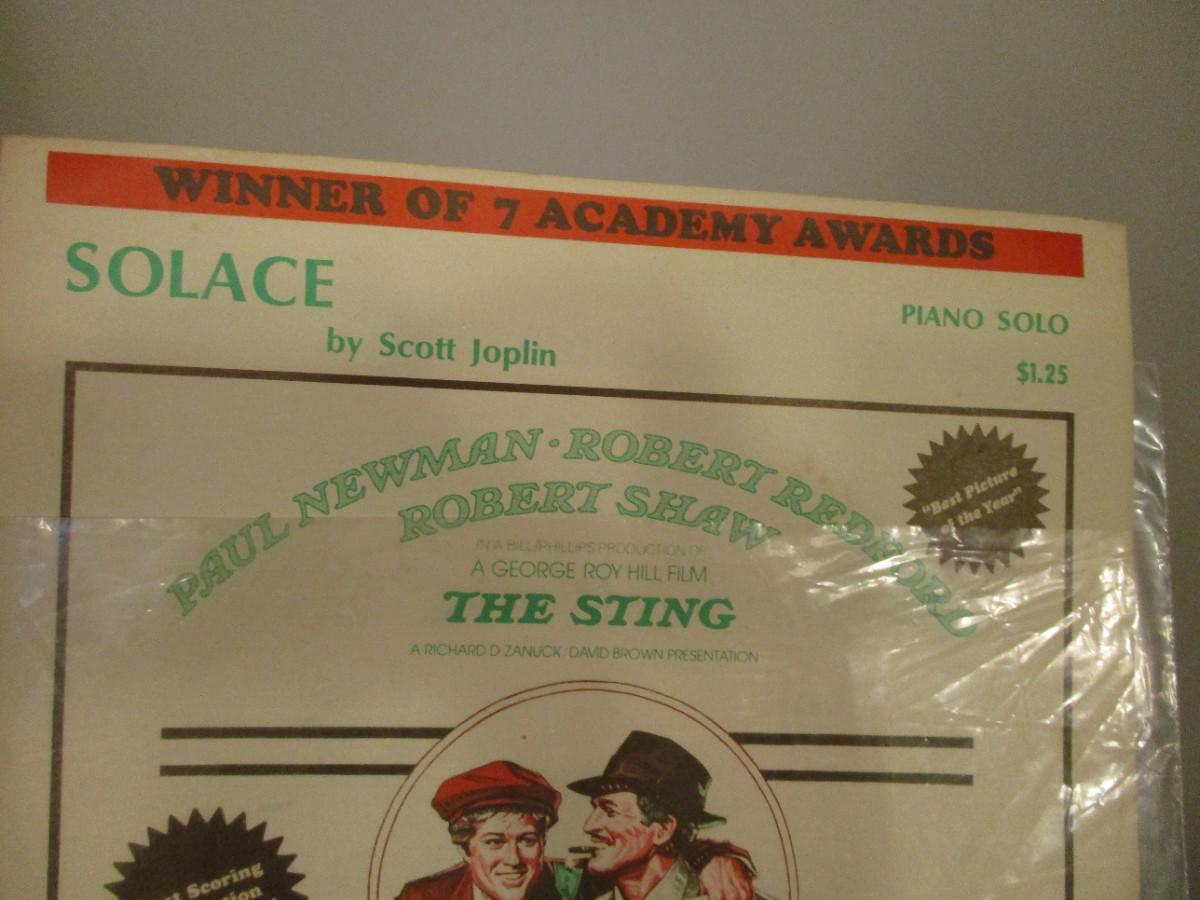 WINNER OF 7 ACADEMY AWARDS
SOLACE
by Scott Joplin
PIANO SOLO
$1.25
PAUL NEWMAN · ROBERT REDFORD
ROBERT SHAW
"Best Picture
of the Year"
IN A BILL/PHILLIPS PRODUCTION OF
A GEORGE ROY HILL FILM
THE STING
A RICHARD D. ZANUCK/DAVID BROWN PRESENTATION
Scoring